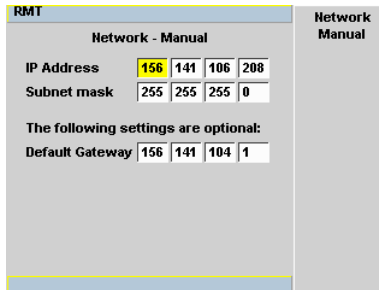 RMT
Network - Manual
IP Address 156 141 106 208
Subnet mask 255 255 255 0
The following settings are optional:
Default Gateway 156 141 104 1
Network
Manual